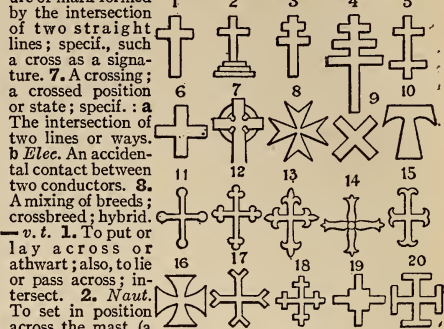 are or mark formed
by the intersection
of two straight
lines; specif., such
a cross as a signa-
ture. 7. A crossing;
a crossed position
or state; specif.: a
The intersection of
two lines or ways.
b Elec. An acciden-
tal contact between
two conductors. 8.
A mixing of breeds;
crossbreed; hybrid.
— v. t. 1. To put or
lay across or
athwart; also, to lie
or pass across; in-
tersect. 2. Naut.
To set in position
across the mast (a
1 2 3 4 5
6 7 8 9 10
11 12 13 14 15
16 17 18 19 20